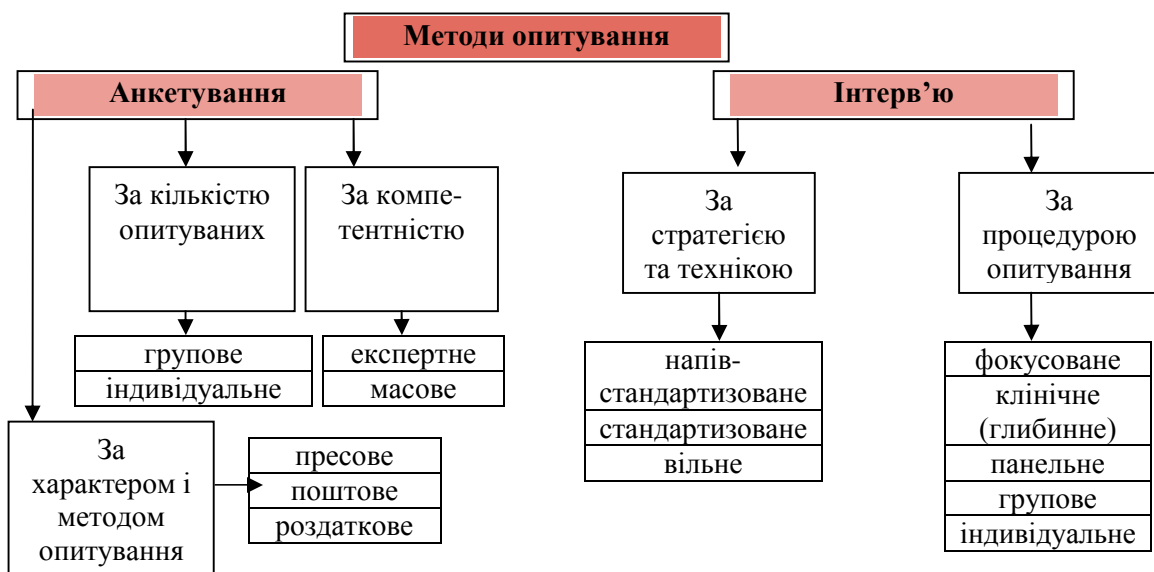 Методи опитування
Анкетування
Інтерв’ю
За кількістю
опитуваних
За компе-
тентністю
За
стратегією
та технікою
За
процедурою
опитування
групове
індивідуальне
експертне
масове
напів-
стандартизоване
стандартизоване
вільне
фокусоване
клінічне
(глибинне)
панельне
групове
індивідуальне
За
характером і
методом
опитування
пресове
поштове
роздаткове